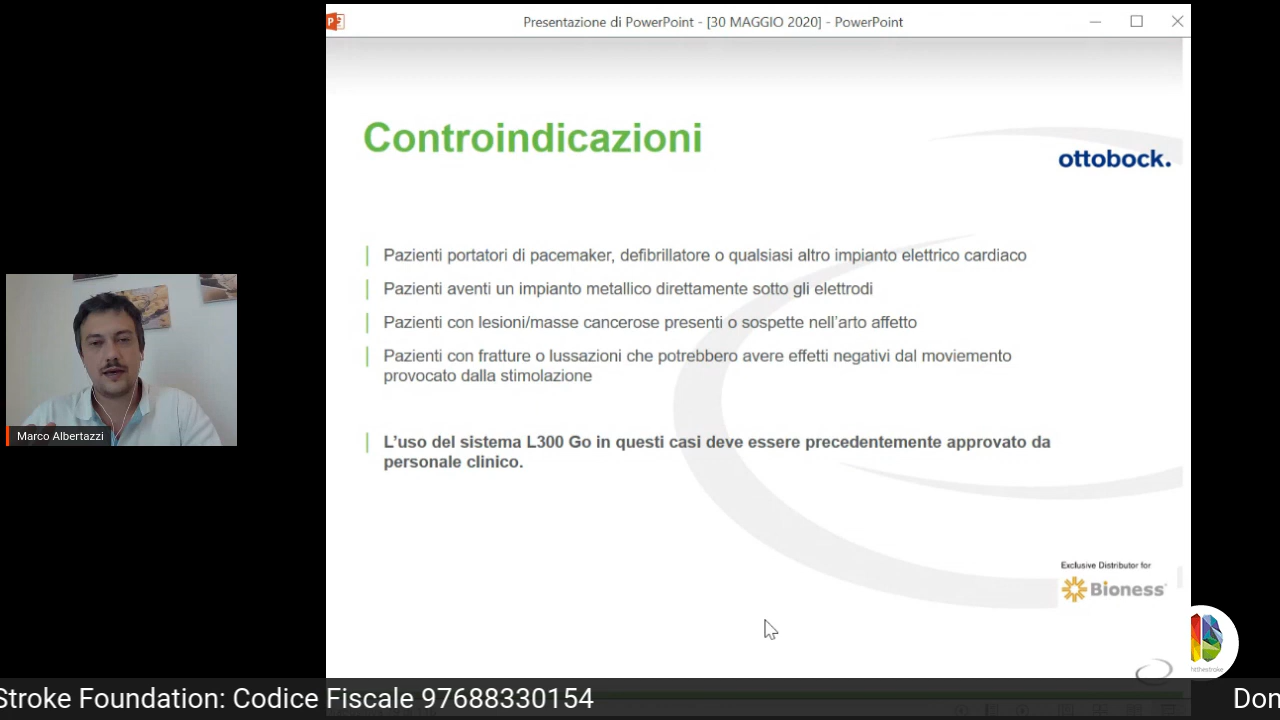 Presentazione di PowerPoint - [30 MAGGIO 2020] - PowerPoint
Controindicazioni
ottobock.
Pazienti portatori di pacemaker, defibrillatore o qualsiasi altro impianto elettrico cardiaco
Pazienti aventi un impianto metallico direttamente sotto gli elettrodi
Pazienti con lesioni/masse cancerose presenti o sospette nell'arto affetto
Pazienti con fratture o lussazioni che potrebbero avere effetti negativi dal moviemento
provocato dalla stimolazione
L'uso del sistema L300 Go in questi casi deve essere precedentemente approvato da
personale clinico.
Marco Albertazzi
Exclusive Distributor for
Bioness
Stroke Foundation: Codice Fiscale 97688330154
Don